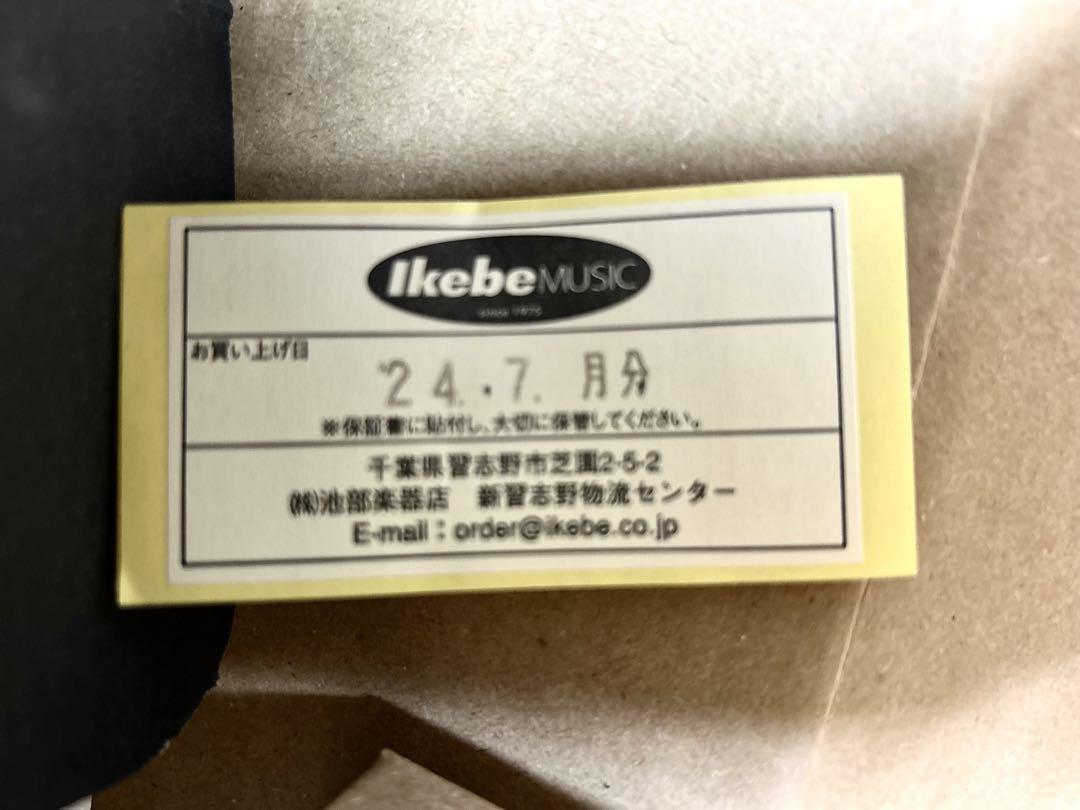 Ikebe MUSIC
since 1975
お買い上げ日
'24.7.月分
※保証書に貼付し、大切に保管してください。
千葉県習志野市芝園2-5-2
㈱池部楽器店 新習志野物流センター
E-mail：order@ikebe.co.jp